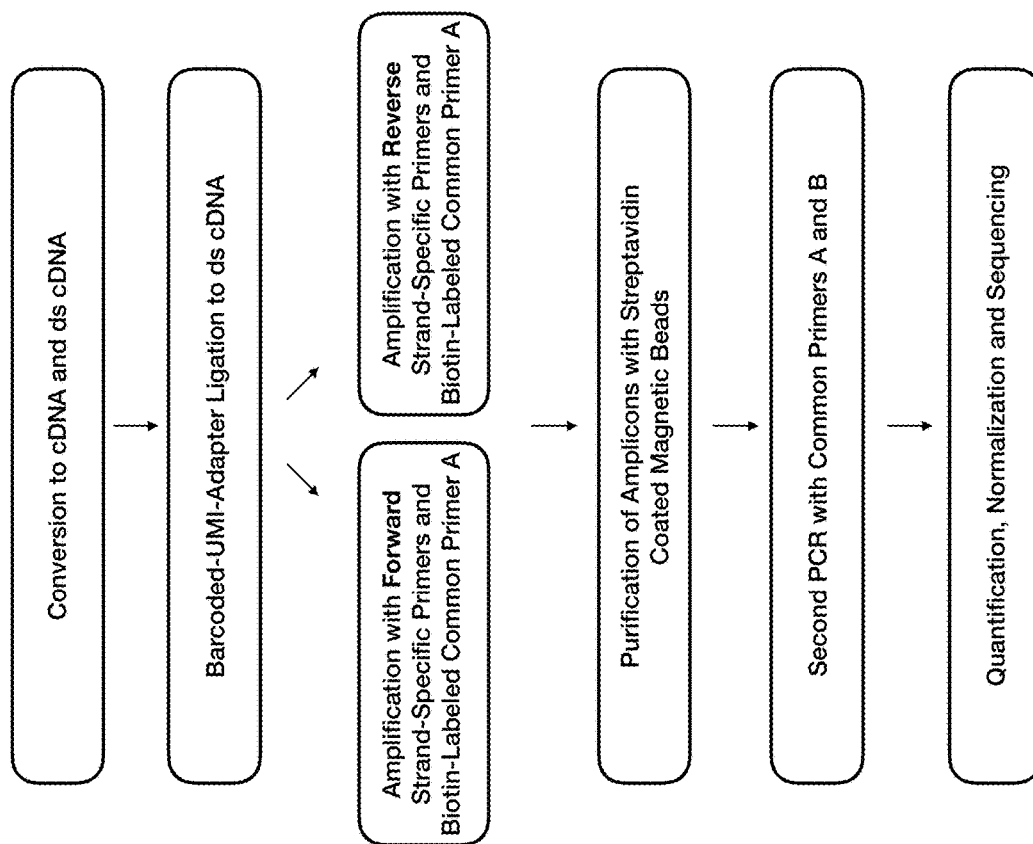 Conversion to cDNA and ds cDNA
Barcoded-UMI-Adapter Ligation to ds cDNA
Amplification with Forward
Strand-Specific Primers and
Biotin-Labeled Common Primer A
Amplification with Reverse
Strand-Specific Primers and
Biotin-Labeled Common Primer A
Purification of Amplicons with Streptavidin
Coated Magnetic Beads
Second PCR with Common Primers A and B
Quantification, Normalization and Sequencing